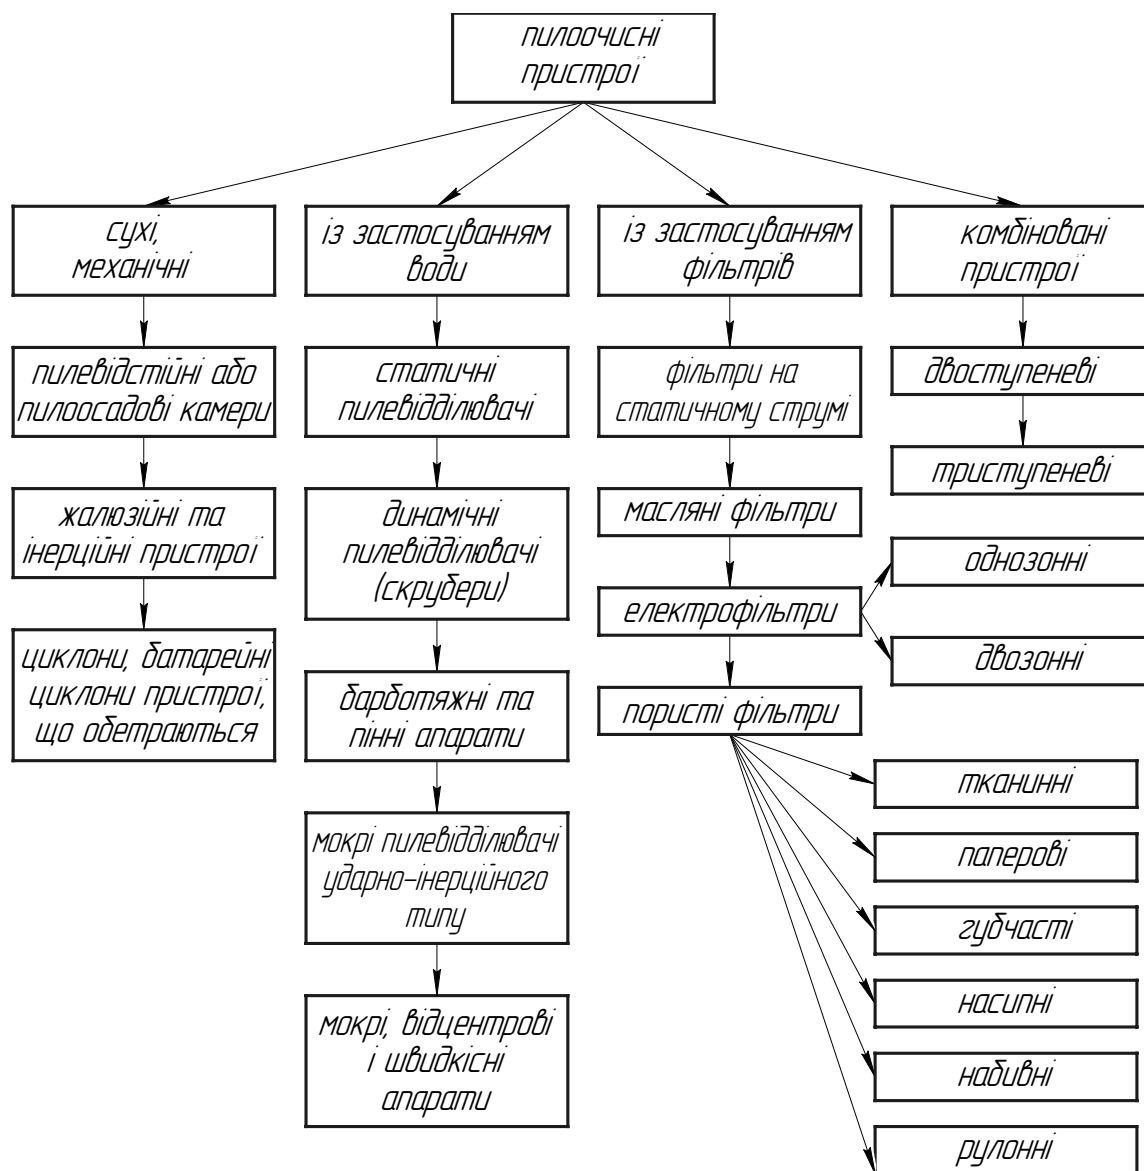 пилоочисні
пристрої
сухі,
механічні
із застосуванням
води
із застосуванням
фільтрів
комбіновані
пристрої
пилевідстійні або
пилоосадові камери
статичні
пилевідділювачі
фільтри на
статичному струмі
двоступеневі
триступеневі
жалюзійні та
інерційні пристрої
динамічні
пилевідділювачі
(скрубери)
масляні фільтри
однозонні
електрофільтри
двозонні
циклони, батарейні
циклони пристрої,
що обетраються
барботяжні та
пінні апарати
пористі фільтри
тканинні
паперові
мокрі пилевідділювачі
ударно-інерційного
типу
губчасті
насипні
мокрі, відцентрові
і швидкісні
апарати
набивні
рулонні